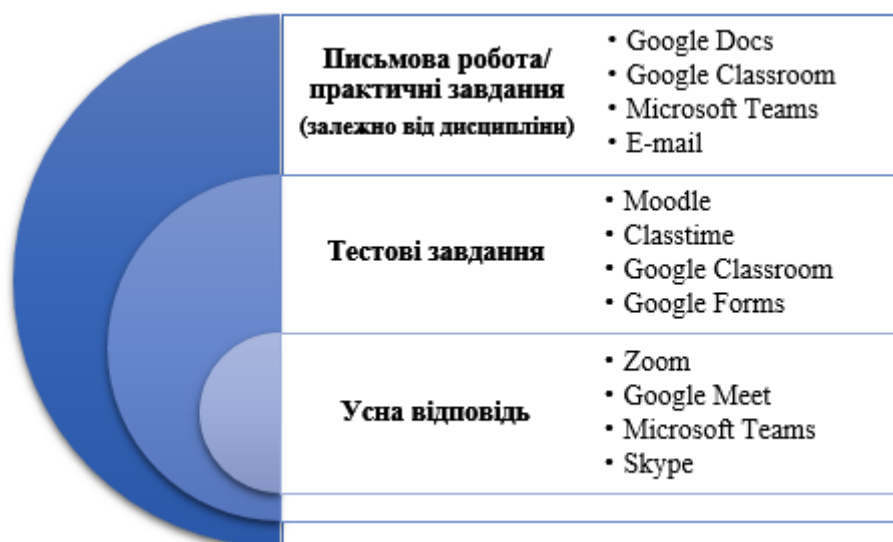 Письмова робота/
практичні завдання
(залежно від дисципліни)
• Google Docs
• Google Classroom
• Microsoft Teams
• E-mail
Тестові завдання
• Moodle
• Classtime
• Google Classroom
• Google Forms
Усна відповідь
• Zoom
• Google Meet
• Microsoft Teams
• Skype